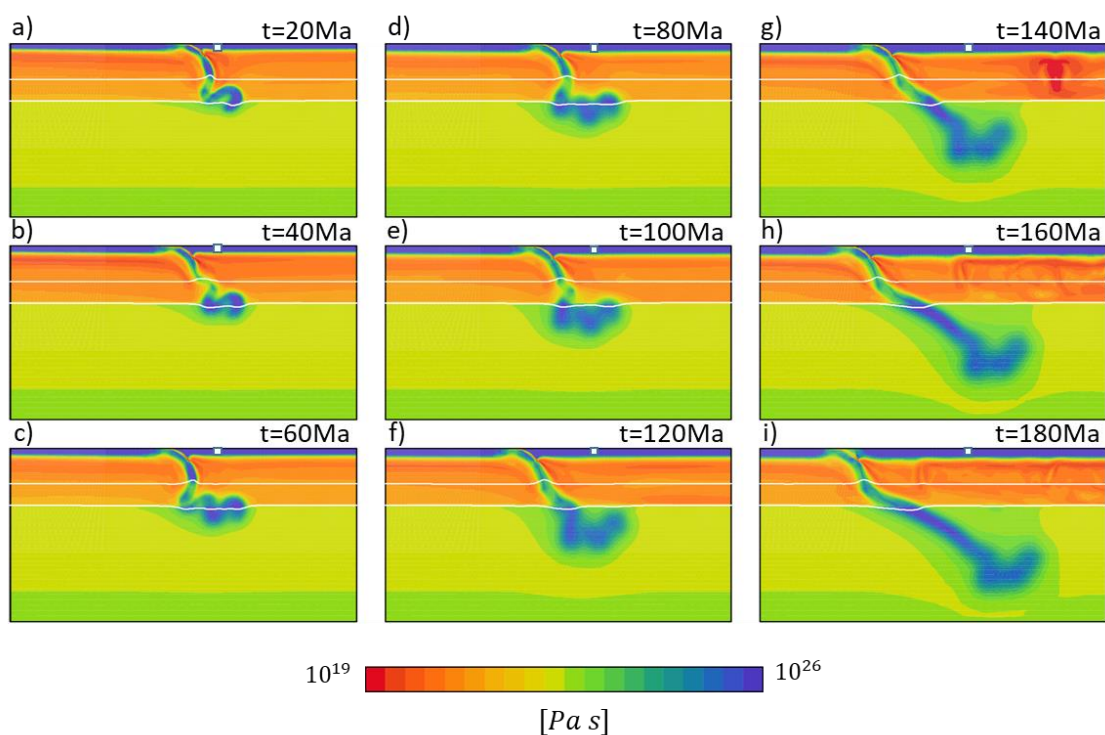 a) t=20Ma
d) t=80Ma
g) t=140Ma
b) t=40Ma
e) t=100Ma
h) t=160Ma
c) t=60Ma
f) t=120Ma
i) t=180Ma
10^19 10^26
[Pa s]